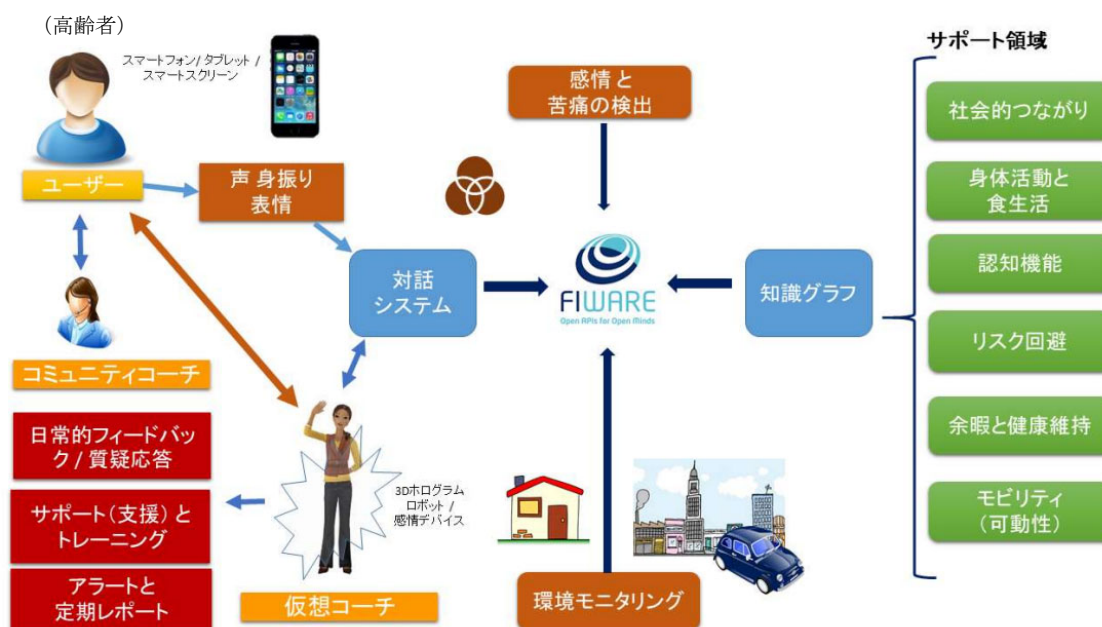 （高齢者）
スマートフォン/ タブレット /
スマートスクリーン
ユーザー
声 身振り
表情
コミュニティコーチ
日常的フィードバッ
ク / 質疑応答
サポート（支援）と
トレーニング
アラートと
定期レポート
対話
システム
3Dホログラム
ロボット /
感情デバイス
仮想コーチ
感情 と
苦痛の検出
FIWARE
Open APIs for Open Minds
環境モニタリング
知識グラフ
サポート領域
社会的つながり
身体活動と
食生活
認知機能
リスク回避
余暇と健康維持
モビリティ
（可動性）